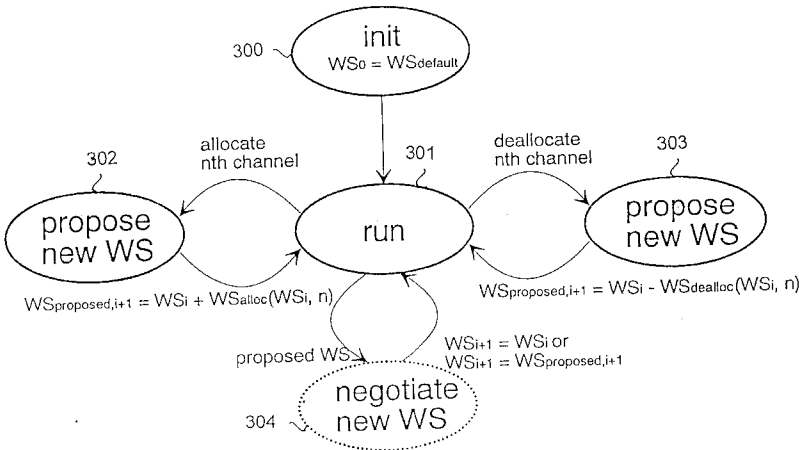 300
init
WS0 = WSdefault
allocate
nth channel
302
301
deallocate
nth channel
303
propose
new WS
run
propose
new WS
WSproposed,i+1 = WSi + WSalloc(WSi, n)
WSproposed,i+1 = WSi - WSdealloc(WSi, n)
proposed WS
WSi+1 = WSi or
WSi+1 = WSproposed,i+1
negotiate
new WS
304